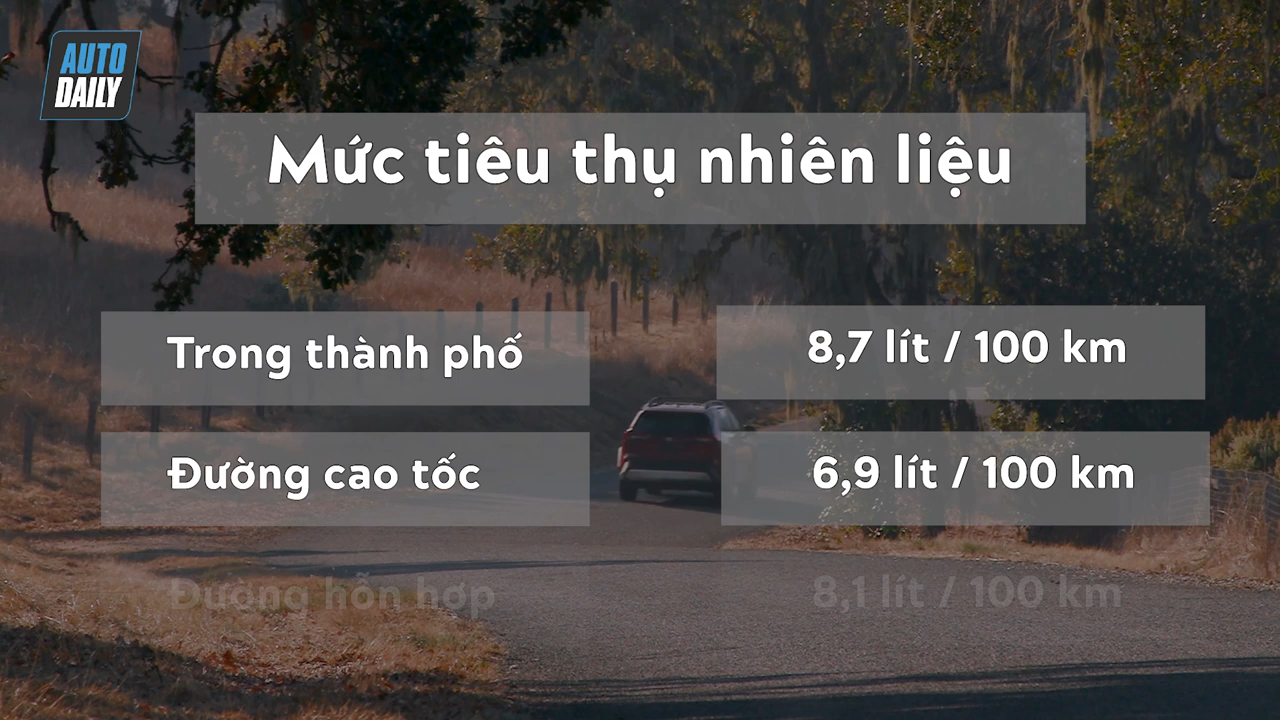 AUTO
DAILY
Mức tiêu thụ nhiên liệu
Trong thành phố
8,7 lít / 100 km
Đường cao tốc
6,9 lít / 100 km
Đường hỗn hợp
8,1 lít / 100 km